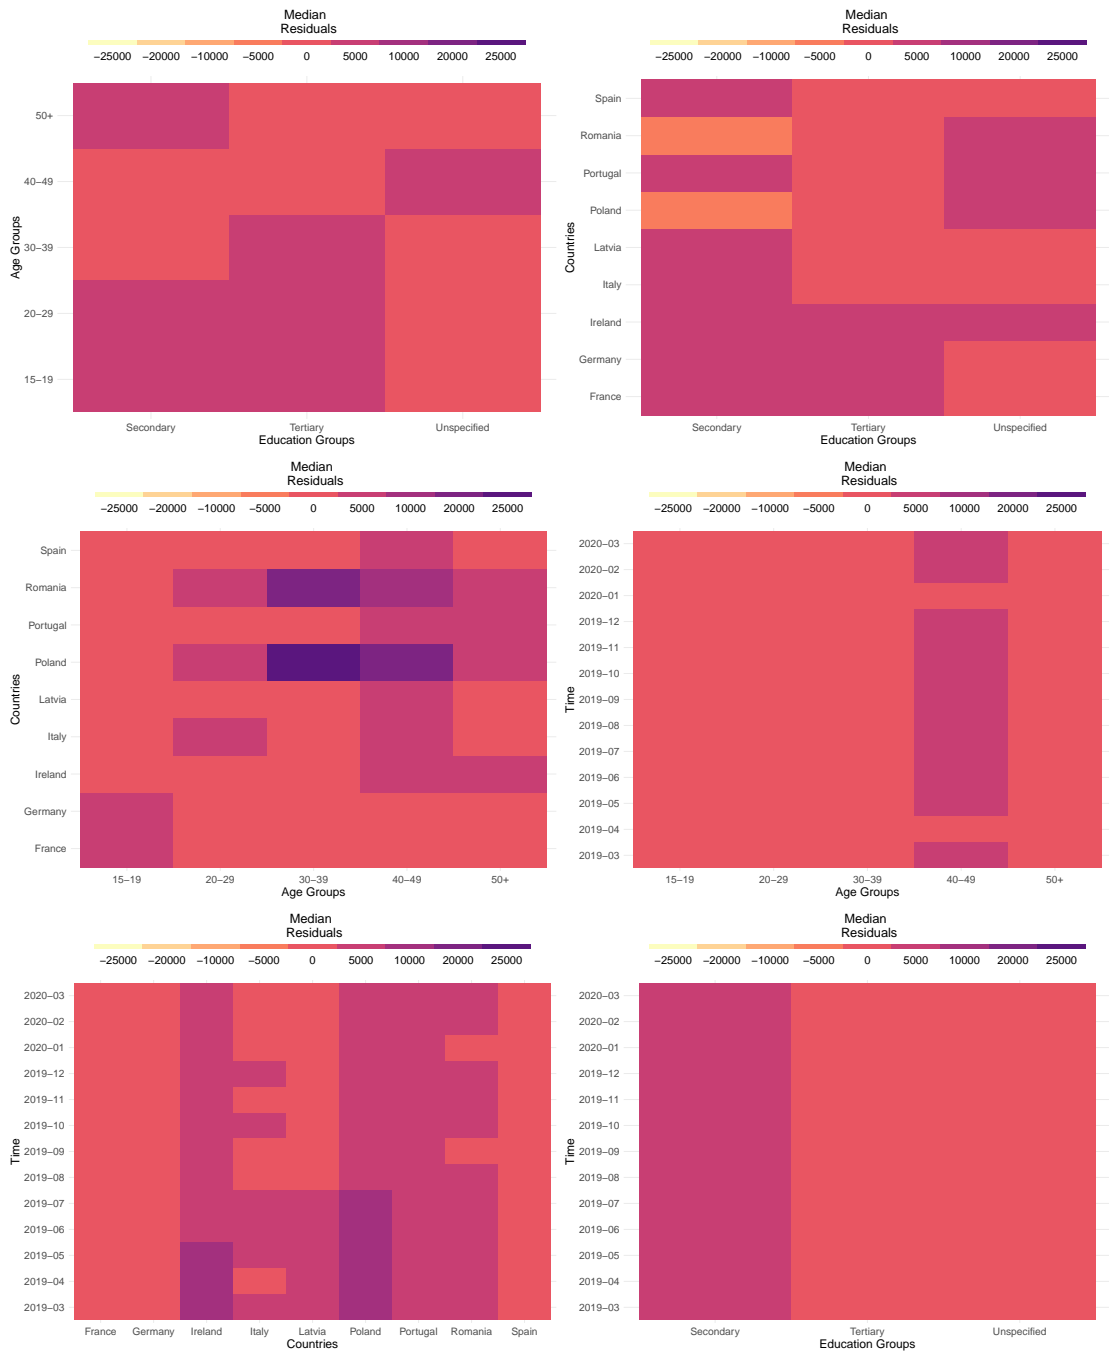 Median
Residuals
−25000 −20000 −10000 −5000 0 5000 10000 20000 25000
50+
40−49
30−39
20−29
15−19
Age Groups
Secondary Tertiary Unspecified
Education Groups
Median
Residuals
−25000 −20000 −10000 −5000 0 5000 10000 20000 25000
Spain
Romania
Portugal
Poland
Latvia
Italy
Ireland
Germany
France
Countries
Secondary Tertiary Unspecified
Education Groups
Median
Residuals
−25000 −20000 −10000 −5000 0 5000 10000 20000 25000
Spain
Romania
Portugal
Poland
Latvia
Italy
Ireland
Germany
France
Countries
15−19 20−29 30−39 40−49 50+
Age Groups
Median
Residuals
−25000 −20000 −10000 −5000 0 5000 10000 20000 25000
2020−03
2020−02
2020−01
2019−12
2019−11
2019−10
2019−09
2019−08
2019−07
2019−06
2019−05
2019−04
2019−03
Time
15−19 20−29 30−39 40−49 50+
Age Groups
Median
Residuals
−25000 −20000 −10000 −5000 0 5000 10000 20000 25000
2020−03
2020−02
2020−01
2019−12
2019−11
2019−10
2019−09
2019−08
2019−07
2019−06
2019−05
2019−04
2019−03
Time
France Germany Ireland Italy Latvia Poland Portugal Romania Spain
Countries
Median
Residuals
−25000 −20000 −10000 −5000 0 5000 10000 20000 25000
2020−03
2020−02
2020−01
2019−12
2019−11
2019−10
2019−09
2019−08
2019−07
2019−06
2019−05
2019−04
2019−03
Time
Secondary Tertiary Unspecified
Education Groups